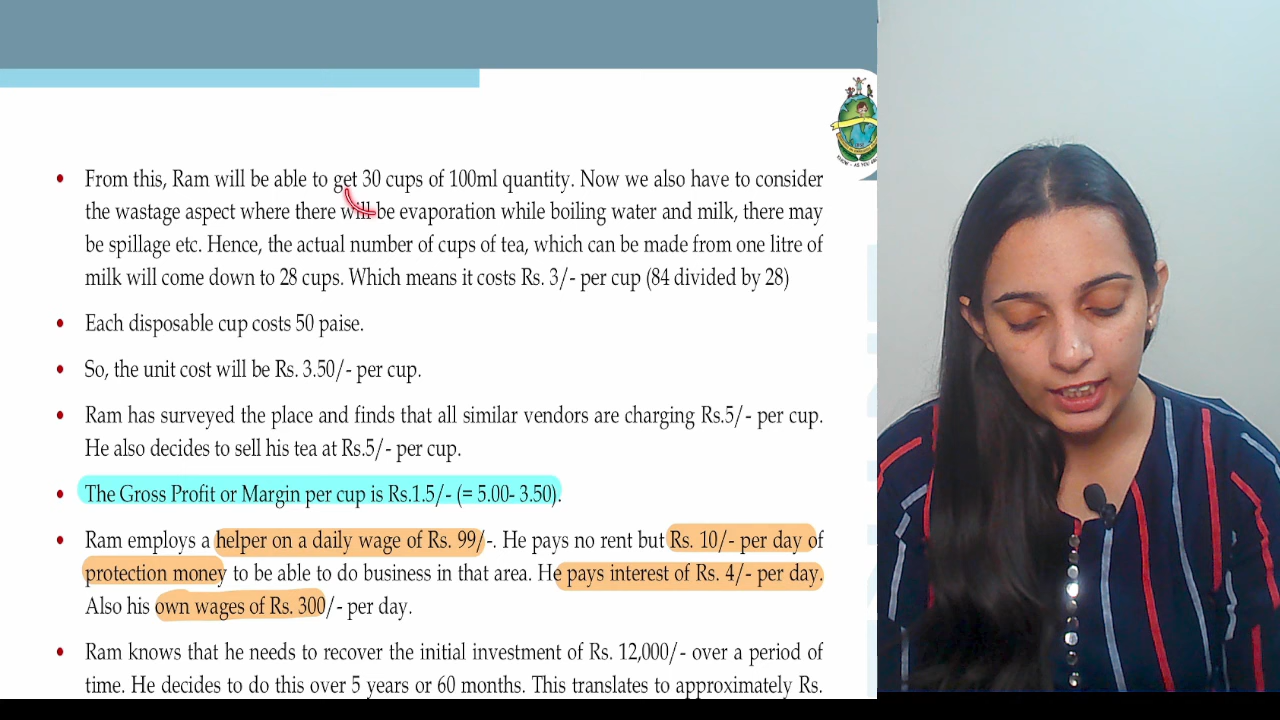 From this, Ram will be able to get 30 cups of 100ml quantity. Now we also have to consider
the wastage aspect where there will be evaporation while boiling water and milk, there may
be spillage etc. Hence, the actual number of cups of tea, which can be made from one litre of
milk will come down to 28 cups. Which means it costs Rs. 3/- per cup (84 divided by 28)
Each disposable cup costs 50 paise.
So, the unit cost will be Rs. 3.50/- per cup.
Ram has surveyed the place and finds that all similar vendors are charging Rs.5/- per cup.
He also decides to sell his tea at Rs.5/- per cup.
The Gross Profit or Margin per cup is Rs.1.5/- (= 5.00- 3.50).
Ram employs a helper on a daily wage of Rs. 99/-. He pays no rent but Rs. 10/- per day of
protection money to be able to do business in that area. He pays interest of Rs. 4/- per day.
Also his own wages of Rs. 300/- per day.
Ram knows that he needs to recover the initial investment of Rs. 12,000/- over a period of
time. He decides to do this over 5 years or 60 months. This translates to approximately Rs.